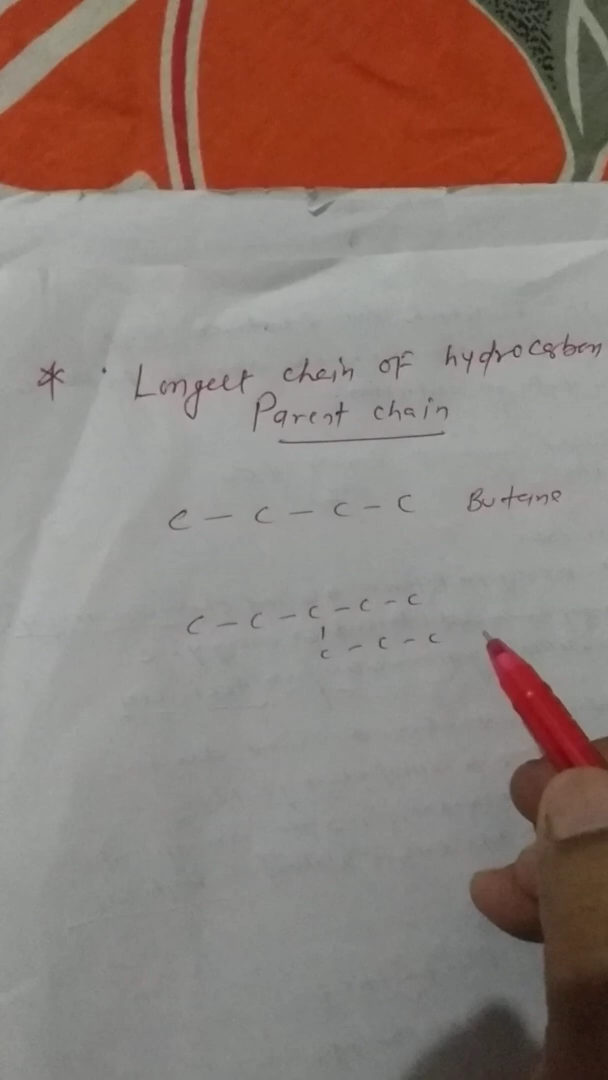 * . Longest chain of hydrocarbon
Parent chain
C - C - C - C Butane
C - C - C - C - C
|
C - C - C